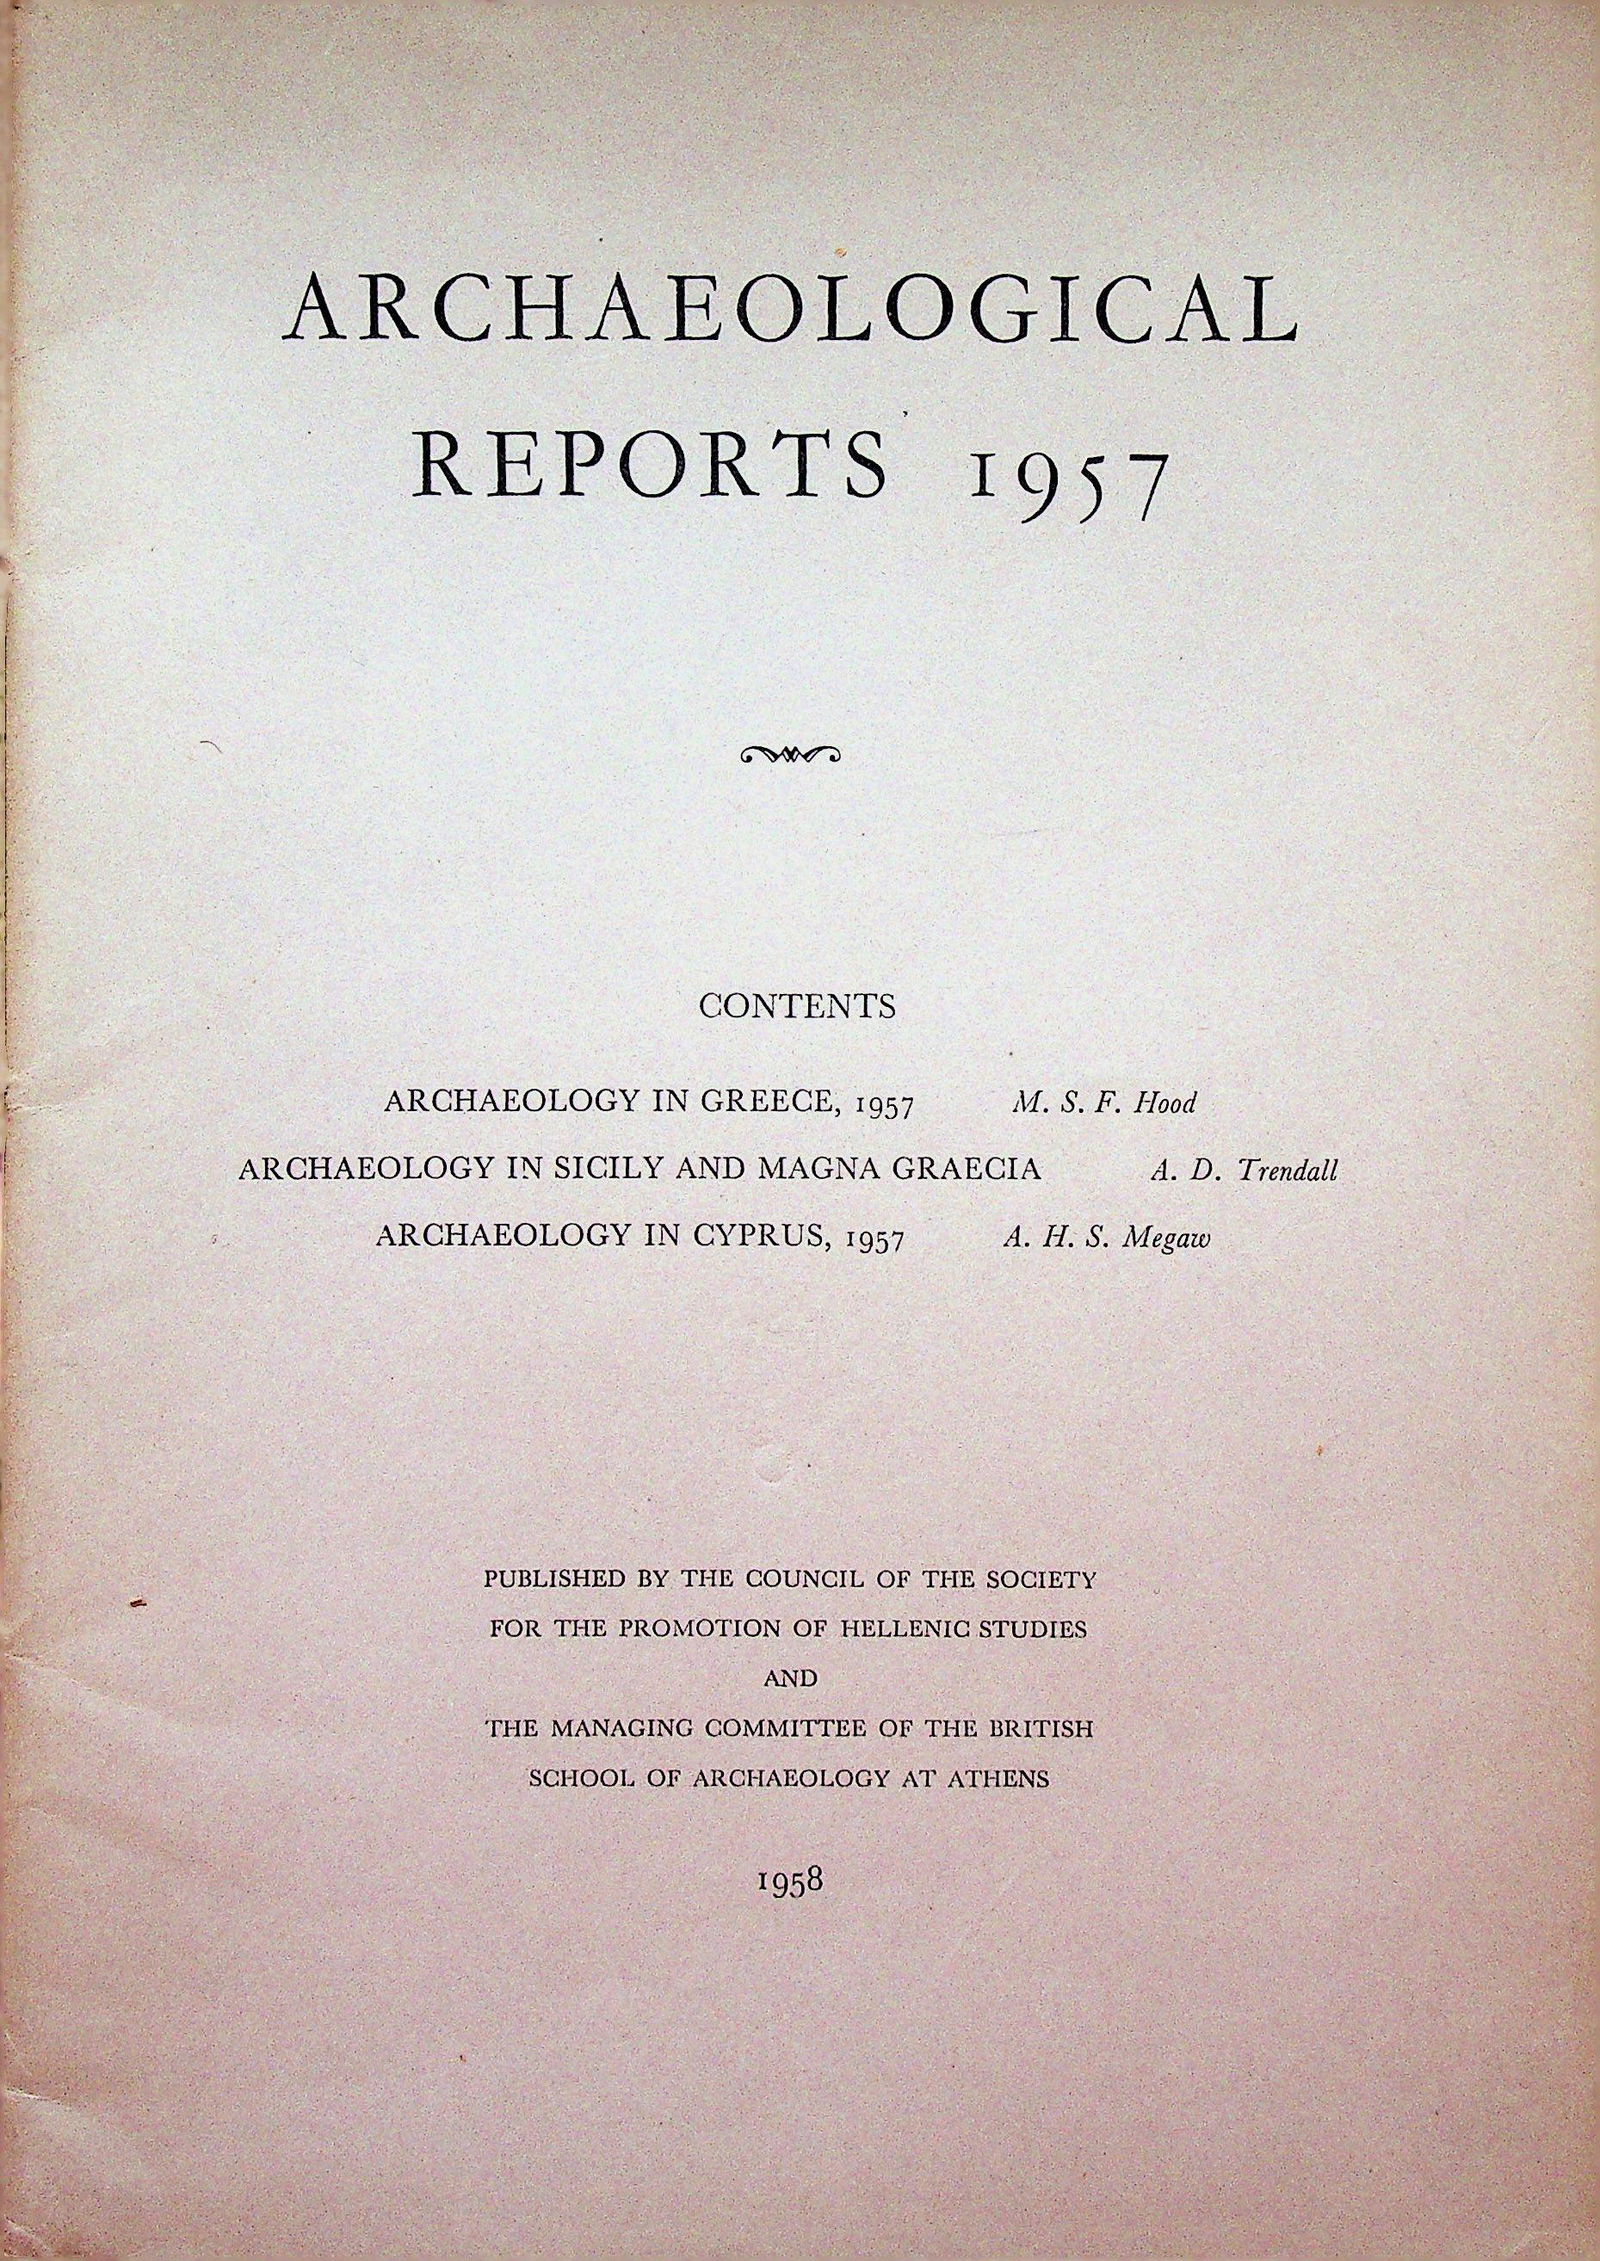 ARCHAEOLOGICAL
REPORTS 1957
CONTENTS
ARCHAEOLOGY IN GREECE, 1957 M. S. F. Hood
ARCHAEOLOGY IN SICILY AND MAGNA GRAECIA A. D. Trendall
ARCHAEOLOGY IN CYPRUS, 1957 A. H. S. Megaw
PUBLISHED BY THE COUNCIL OF THE SOCIETY
FOR THE PROMOTION OF HELLENIC STUDIES
AND
THE MANAGING COMMITTEE OF THE BRITISH
SCHOOL OF ARCHAEOLOGY AT ATHENS
1958